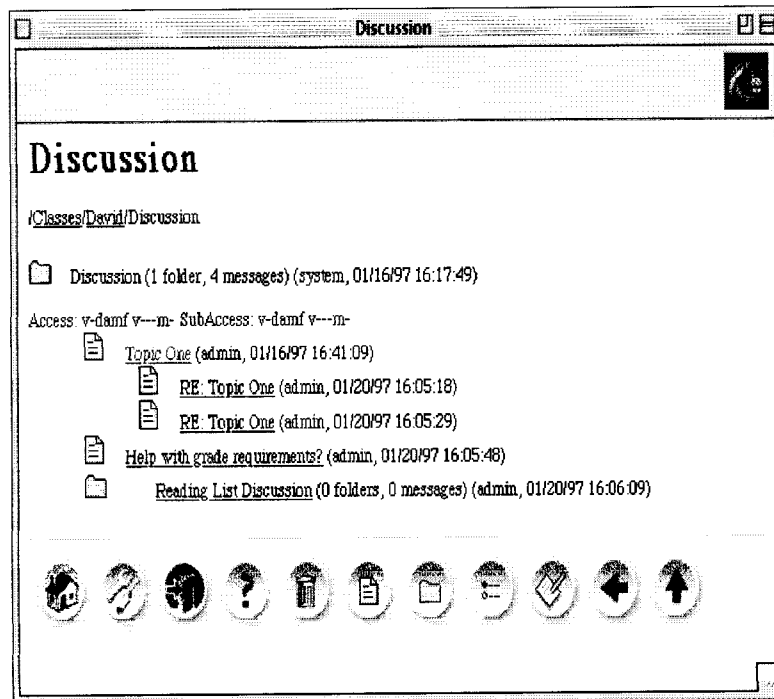 Discussion
Discussion
/Classes/David/Discussion
Discussion (1 folder, 4 messages) (system, 01/16/97 16:17:49)
Access: v-damf v---m- SubAccess: v-damf v---m-
Topic One (admin, 01/16/97 16:41:09)
RE: Topic One (admin, 01/20/97 16:05:18)
RE: Topic One (admin, 01/20/97 16:05:29)
Help with grade requirements? (admin, 01/20/97 16:05:48)
Reading List Discussion (0 folders, 0 messages) (admin, 01/20/97 16:06:09)
?